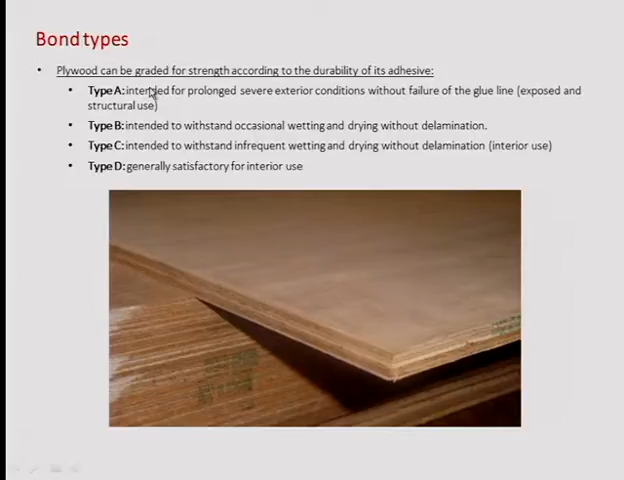 Bond types
• Plywood can be graded for strength according to the durability of its adhesive:
• Type A: intended for prolonged severe exterior conditions without failure of the glue line (exposed and
structural use)
• Type B: intended to withstand occasional wetting and drying without delamination.
• Type C: intended to withstand infrequent wetting and drying without delamination (interior use)
• Type D: generally satisfactory for interior use